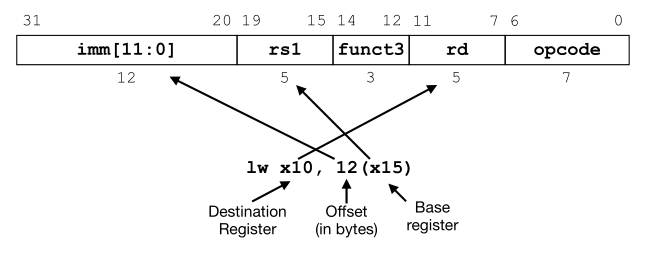 31 20 19 15 14 12 11 7 6 0
imm[11:0] rs1 funct3 rd opcode
12 5 3 5 7
lw x10, 12(x15)
Destination Register
Offset (in bytes)
Base register